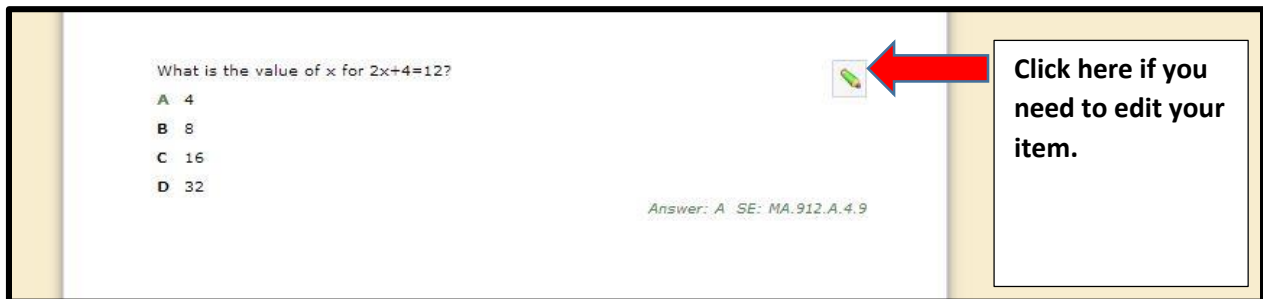 What is the value of x for 2x+4=12?
A 4
B 8
C 16
D 32
Answer: A SE: MA.912.A.4.9
Click here if you
need to edit your
item.